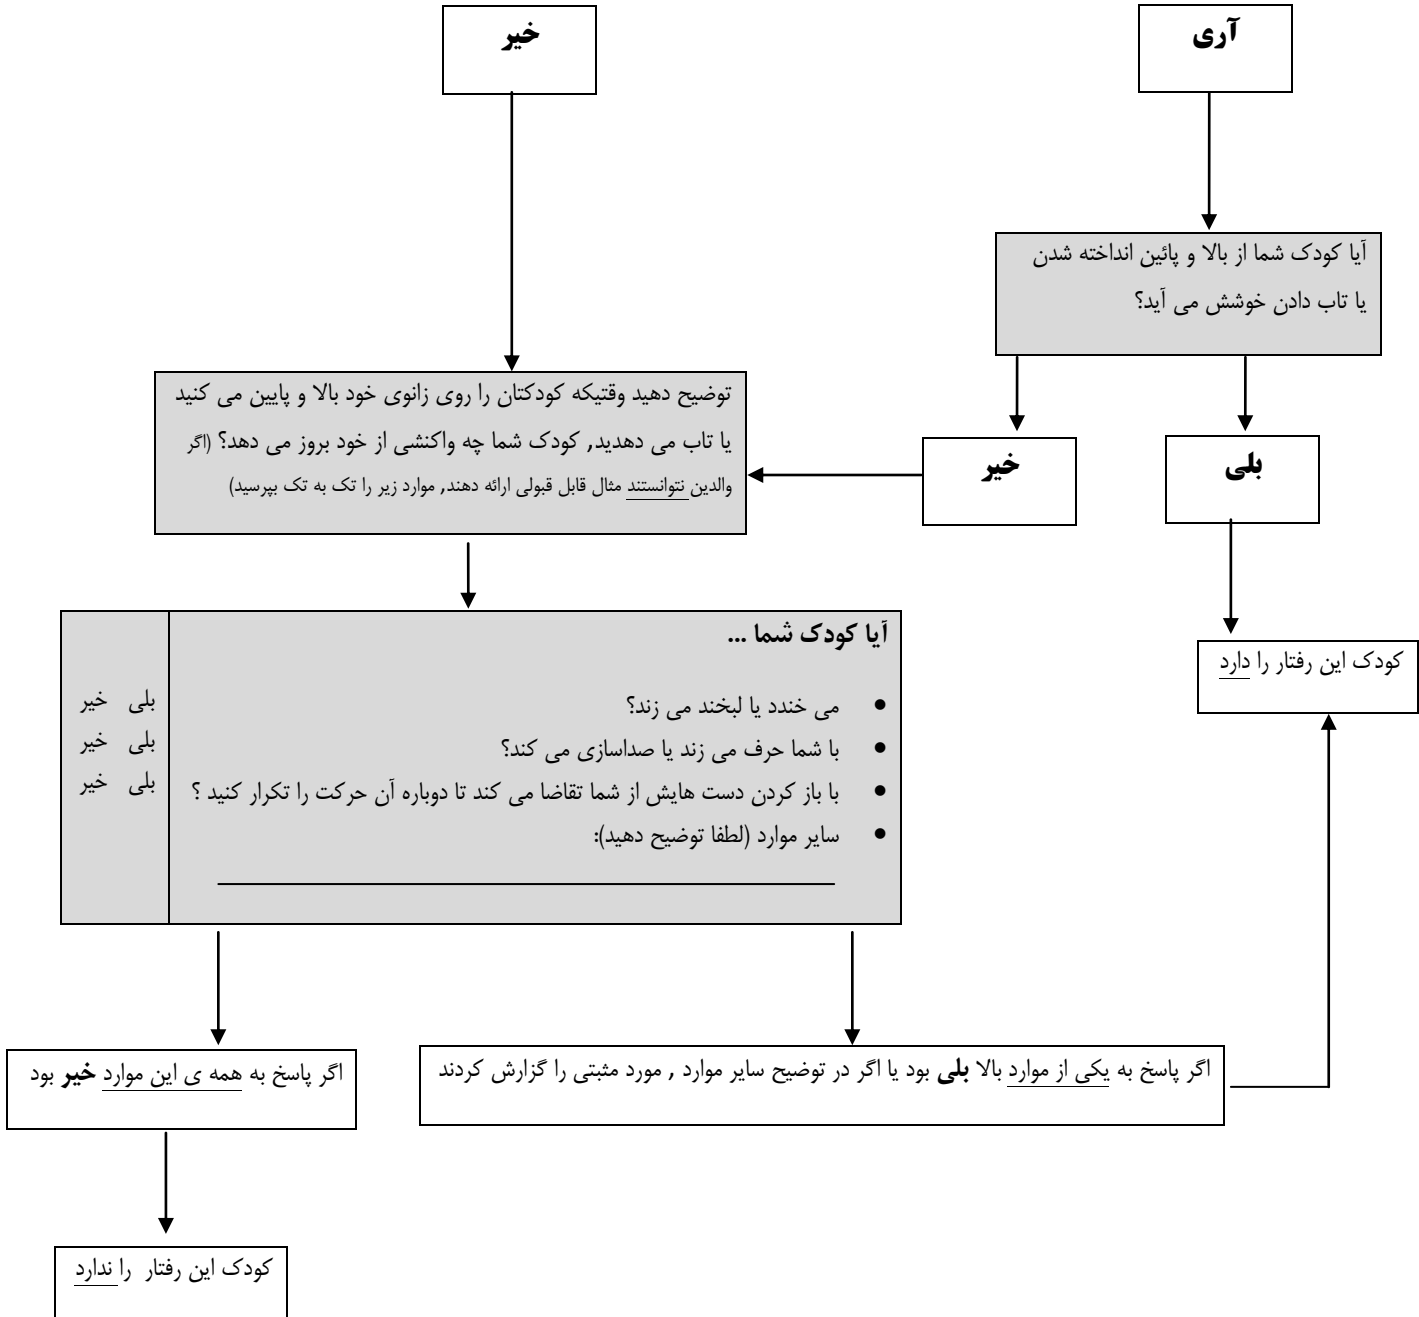 آری
خیر
آیا کودک شما از بالا و پائین انداخته شدن
یا تاب دادن خوشش می آید؟
بلی
خیر
توضیح دهید وقتیکه کودکتان را روی زانوی خود بالا و پایین می کنید
یا تاب می دهدید, کودک شما چه واکنشی از خود بروز می دهد؟ (اگر
والدین نتوانستند مثال قابل قبولی ارائه دهند, موارد زیر را تک به تک بپرسید)
کودک این رفتار را دارد
آیا کودک شما ...
• می خندد یا لبخند می زند؟ بلی خیر
• با شما حرف می زند یا صداسازی می کند؟ بلی خیر
• با باز کردن دست هایش از شما تقاضا می کند تا دوباره آن حرکت را تکرار کنید ؟ بلی خیر
• سایر موارد (لطفا توضیح دهید):
اگر پاسخ به یکی از موارد بالا بلی بود یا اگر در توضیح سایر موارد , مورد مثبتی را گزارش کردند
اگر پاسخ به همه ی این موارد خیر بود
کودک این رفتار را ندارد